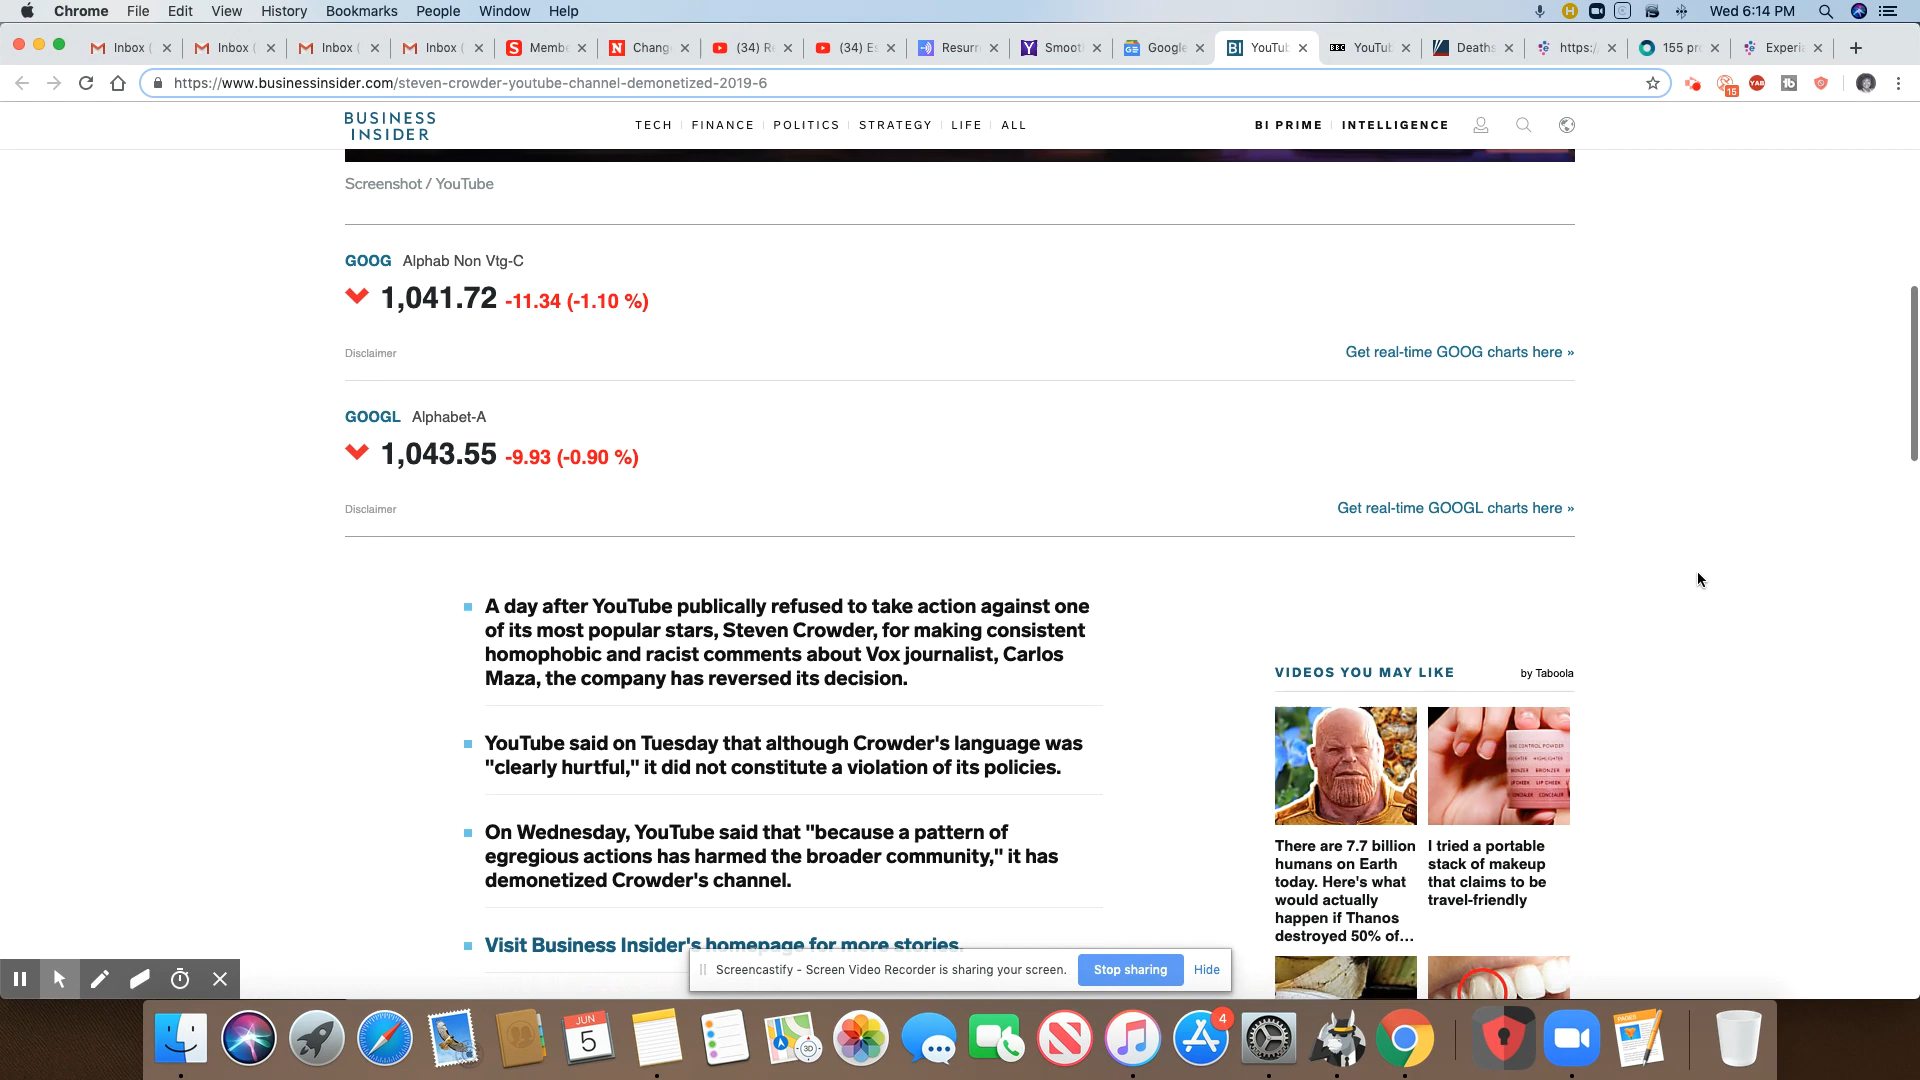 Chrome File Edit View History Bookmarks People Window Help Wed 6:14 PM
Inbox ( Inbox ( Inbox ( Inbox ( Memb Chang (34) R (34) E Resurr Smoot Google YouTub YouTub Deaths https:/ 155 pr Experi
https://www.businessinsider.com/steven-crowder-youtube-channel-demonetized-2019-6
15
BUSINESS
INSIDER
TECH FINANCE POLITICS STRATEGY LIFE ALL
BI PRIME INTELLIGENCE
Screenshot / YouTube
GOOG Alphab Non Vtg-C
1,041.72 -11.34 (-1.10 %)
Disclaimer
Get real-time GOOG charts here »
GOOGL Alphabet-A
1,043.55 -9.93 (-0.90 %)
Disclaimer
Get real-time GOOGL charts here »
A day after YouTube publically refused to take action against one
of its most popular stars, Steven Crowder, for making consistent
homophobic and racist comments about Vox journalist, Carlos
Maza, the company has reversed its decision.
YouTube said on Tuesday that although Crowder's language was
"clearly hurtful," it did not constitute a violation of its policies.
On Wednesday, YouTube said that "because a pattern of
egregious actions has harmed the broader community," it has
demonetized Crowder's channel.
Visit Business Insider's homepage for more stories.
VIDEOS YOU MAY LIKE
by Taboola
There are 7.7 billion
humans on Earth
today. Here's what
would actually
happen if Thanos
destroyed 50% of...
I tried a portable
stack of makeup
that claims to be
travel-friendly
Screencastify - Screen Video Recorder is sharing your screen.
Stop sharing
Hide
JUN
5
3D
4
PAGES